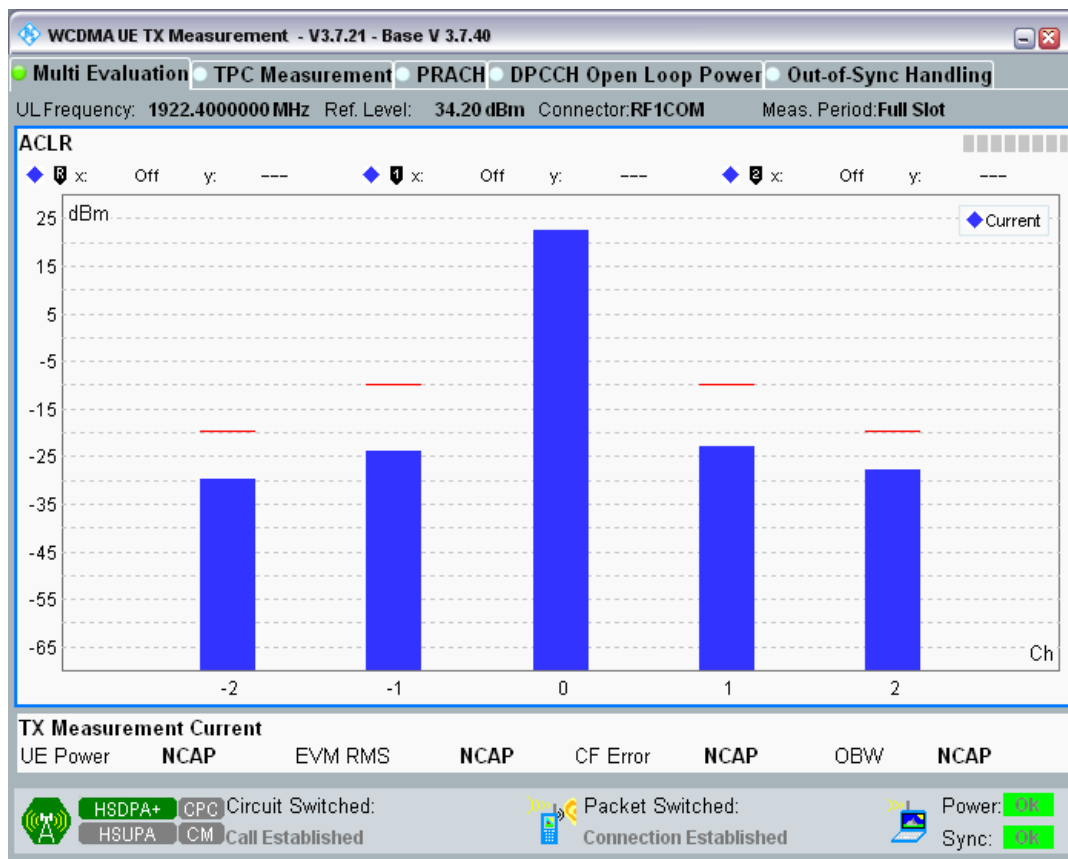 WCDMA UE TX Measurement - V3.7.21 - Base V 3.7.40
Multi Evaluation TPC Measurement PRACH DPCCH Open Loop Power Out-of-Sync Handling
UL Frequency: 1922.4000000 MHz Ref. Level: 34.20 dBm Connector:RF1COM Meas. Period:Full Slot
ACLR
R x: Off y: --- 1 x: Off y: --- 2 x: Off y: ---
dBm
Current
25
15
5
-5
-15
-25
-35
-45
-55
-65
Ch
-2 -1 0 1 2
TX Measurement Current
UE Power NCAP EVM RMS NCAP CF Error NCAP OBW NCAP
HSDPA+ CPC Circuit Switched: Packet Switched: Power: OK
HSUPA CM Call Established Connection Established Sync: OK